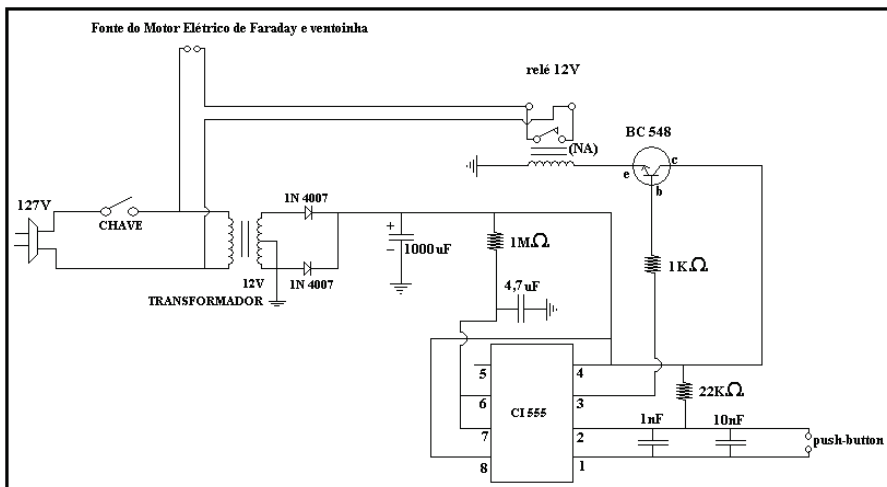 Fonte do Motor Elétrico de Faraday e ventoinha
relé 12V
BC 548
(NA)
e
c
b
127V
CHAVE
1N 4007
+
−
1000uF
1MΩ
1KΩ
12V
1N 4007
TRANSFORMADOR
4,7uF
5
4
6
3
22KΩ
CI 555
7
2
1nF
10nF
push-button
8
1